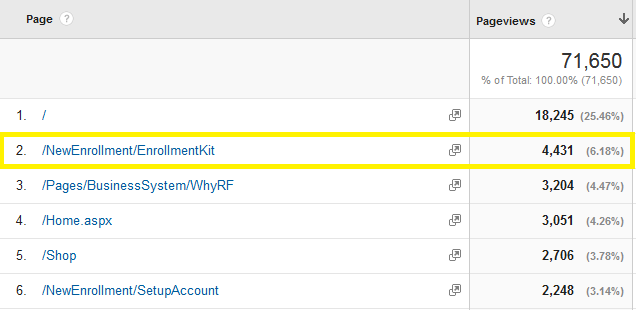 Page ? Pageviews ?
71,650
% of Total: 100.00% (71,650)
1. / 18,245 (25.46%)
2. /NewEnrollment/EnrollmentKit 4,431 (6.18%)
3. /Pages/BusinessSystem/WhyRF 3,204 (4.47%)
4. /Home.aspx 3,051 (4.26%)
5. /Shop 2,706 (3.78%)
6. /NewEnrollment/SetupAccount 2,248 (3.14%)